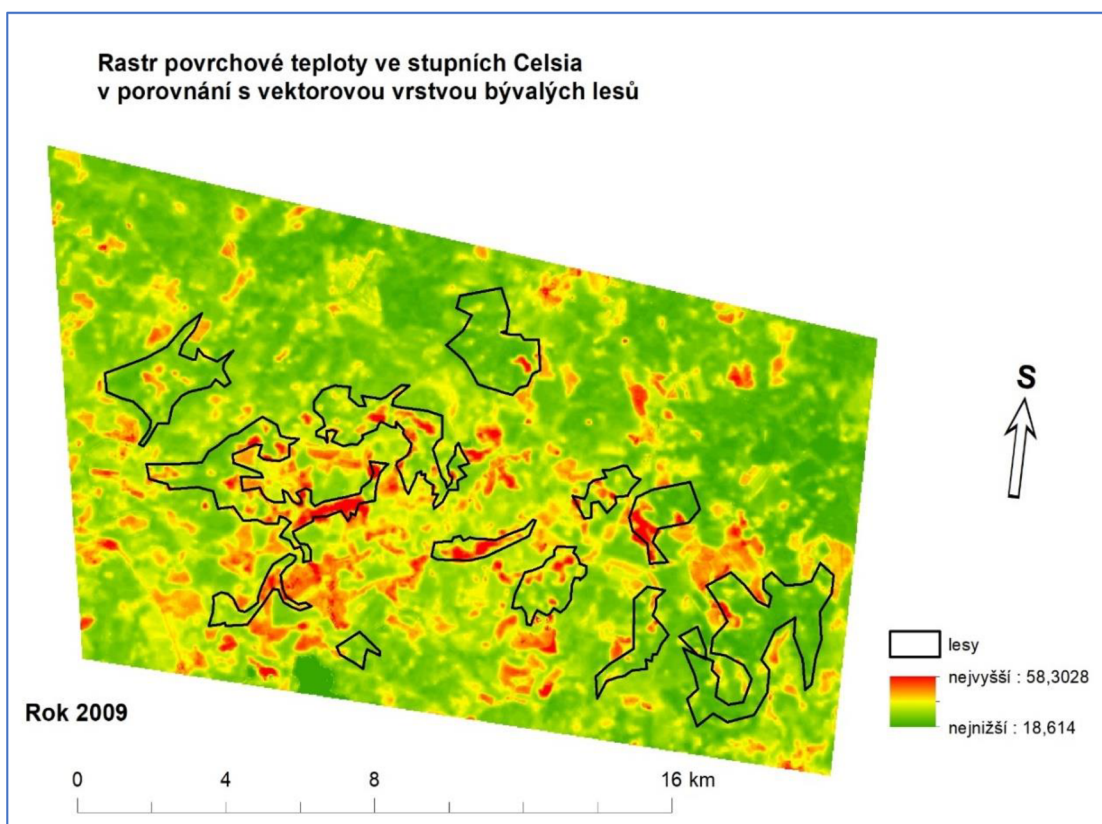 Rastr povrchové teploty ve stupních Celsia
v porovnání s vektorovou vrstvou bývalých lesů
S
lesy
nejvyšší : 58,3028
nejnižší : 18,614
Rok 2009
0 4 8 16 km